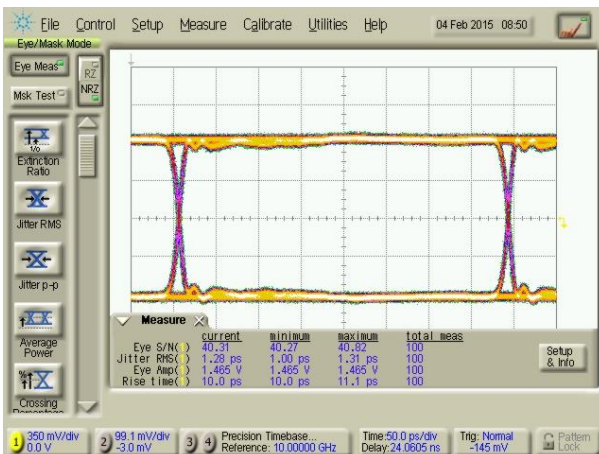 File Control Setup Measure Calibrate Utilities Help 04 Feb 2015 08:50
Eye/Mask Mode
Eye Meas
RZ
NRZ
Msk Test
1/0
Extinction
Ratio
Jitter RMS
Jitter p-p
Average
Power
%
Crossing
Percentage
Measure
current minimum maximum total meas
Eye S/N( ) 40.31 40.27 40.82 100
Jitter RMS( ) 1.28 ps 1.00 ps 1.31 ps 100
Eye Amp( ) 1.465 V 1.465 V 1.465 V 100
Rise time( ) 10.0 ps 10.0 ps 11.1 ps 100
Setup
& Info
1 350 mV/div
0.0 V
2 99.1 mV/div
-3.0 mV
3 4 Precision Timebase...
Reference: 10.00000 GHz
Time:50.0 ps/div
Delay:24.0605 ns
Trig: Normal
-145 mV
Pattern
Lock